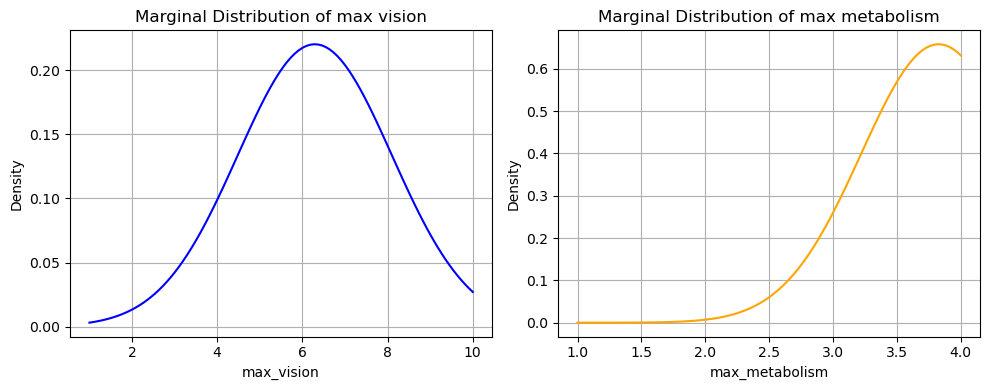 Marginal Distribution of max vision
Density
0.20
0.15
0.10
0.05
0.00
2 4 6 8 10
max_vision
Marginal Distribution of max metabolism
Density
0.6
0.5
0.4
0.3
0.2
0.1
0.0
1.0 1.5 2.0 2.5 3.0 3.5 4.0
max_metabolism